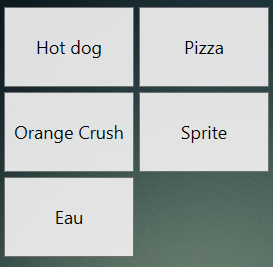 Hot dog
Pizza
Orange Crush
Sprite
Eau